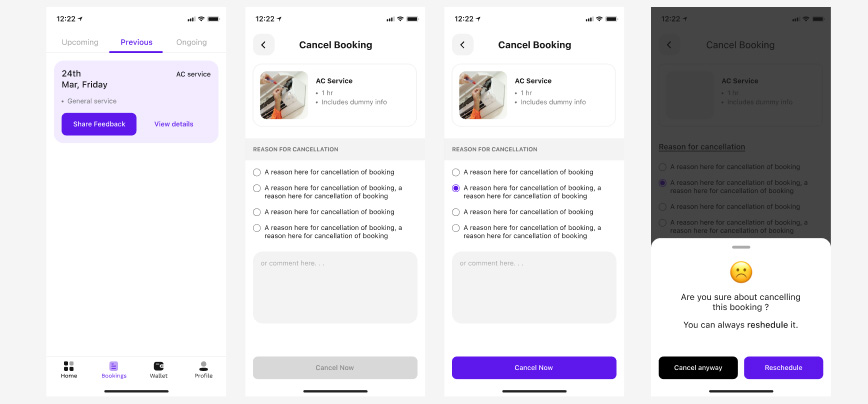 12:22
Upcoming Previous Ongoing
24th
Mar, Friday
AC service
• General service
Share Feedback View details
Home Bookings Wallet Profile
12:22
Cancel Booking
AC Service
• 1 hr
• Includes dummy info
REASON FOR CANCELLATION
A reason here for cancellation of booking
A reason here for cancellation of booking, a
reason here for cancellation of booking
A reason here for cancellation of booking
A reason here for cancellation of booking, a
reason here for cancellation of booking
or comment here. . .
Cancel Now
12:22
Cancel Booking
AC Service
• 1 hr
• Includes dummy info
REASON FOR CANCELLATION
A reason here for cancellation of booking
A reason here for cancellation of booking, a
reason here for cancellation of booking
A reason here for cancellation of booking
A reason here for cancellation of booking, a
reason here for cancellation of booking
or comment here. . .
Cancel Now
12:22
Cancel Booking
AC Service
• 1 hr
• Includes dummy info
Reason for cancellation
A reason here for cancellation of booking
A reason here for cancellation of booking, a
reason here for cancellation of booking
A reason here for cancellation of booking
A reason here for cancellation of booking, a
reason here for cancellation of booking
Are you sure about cancelling
this booking ?
You can always reshedule it.
Cancel anyway Reschedule